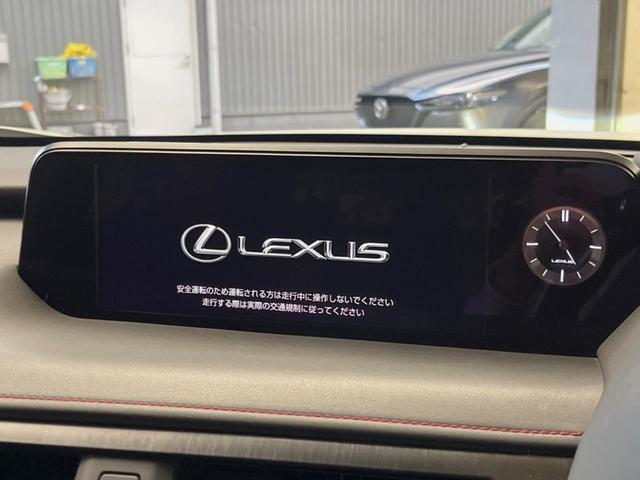 LEXUS
安全運転のため運転される方は走行中に操作しないでください
走行する際は実際の交通規制に従ってください
LEXUS